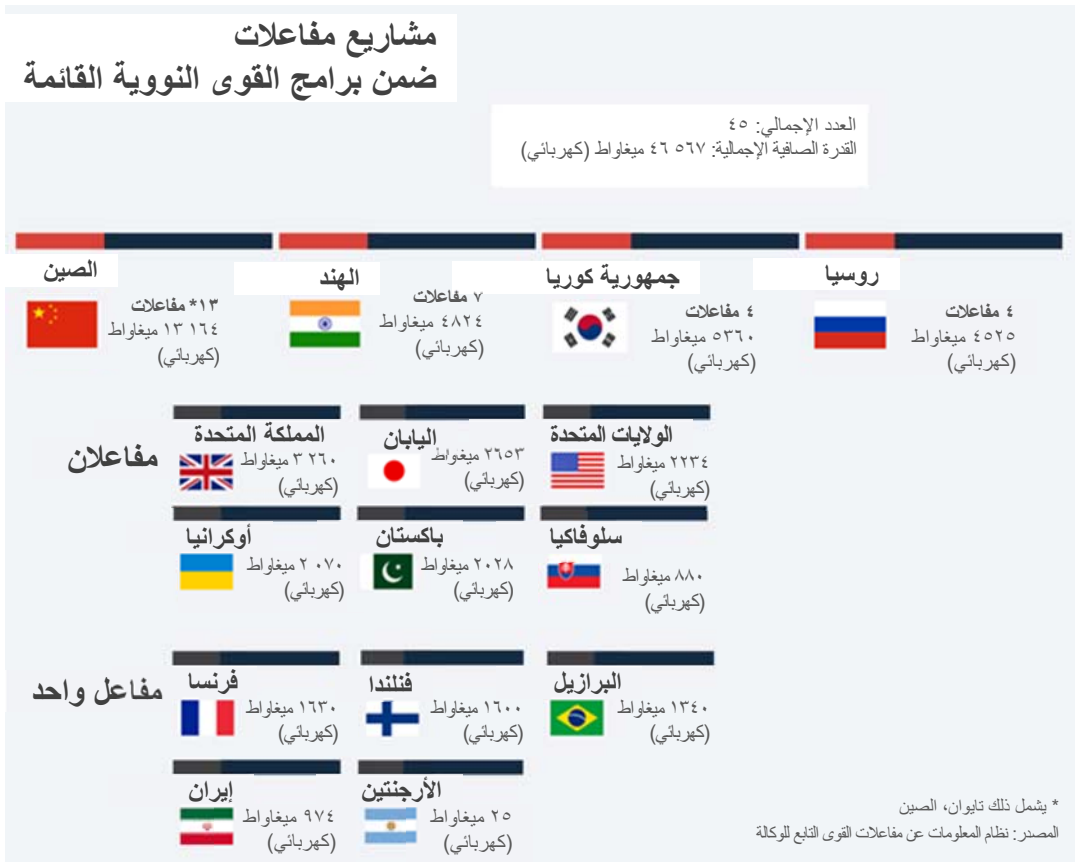 مشاريع مفاعلات
ضمن برامج القوى النووية القائمة
العدد الإجمالي: ٤٥
القدرة الصافية الإجمالية: ٥٦٧ ٤٦ ميغاواط (كهربائي)
روسيا
٤ مفاعلات
٤٥٢٥ ميغاواط
(كهربائي)
جمهورية كوريا
٤ مفاعلات
٥٣٦٠ ميغاواط
(كهربائي)
الهند
٧ مفاعلات
٤٨٢٤ ميغاواط
(كهربائي)
الصين
١٣* مفاعلات
١٦٤ ١٣ ميغاواط
(كهربائي)
مفاعلان
الولايات المتحدة
٢٢٣٤ ميغاواط
(كهربائي)
اليابان
٢٦٥٣ ميغواط
(كهربائي)
المملكة المتحدة
٢٦٠ ٣ ميغاواط
(كهربائي)
سلوفاكيا
٨٨٠ ميغاواط
(كهربائي)
باكستان
٢٠٢٨ ميغاواط
(كهربائي)
أوكرانيا
٠٧٠ ٢ ميغاواط
(كهربائي)
مفاعل واحد
البرازيل
١٣٤٠ ميغاواط
(كهربائي)
فنلندا
١٦٠٠ ميغاواط
(كهربائي)
فرنسا
١٦٣٠ ميغاواط
(كهربائي)
الأرجنتين
٢٥ ميغاواط
(كهربائي)
إيران
٩٧٤ ميغاواط
(كهربائي)
* يشمل ذلك تايوان، الصين
المصدر: نظام المعلومات عن مفاعلات القوى التابع للوكالة